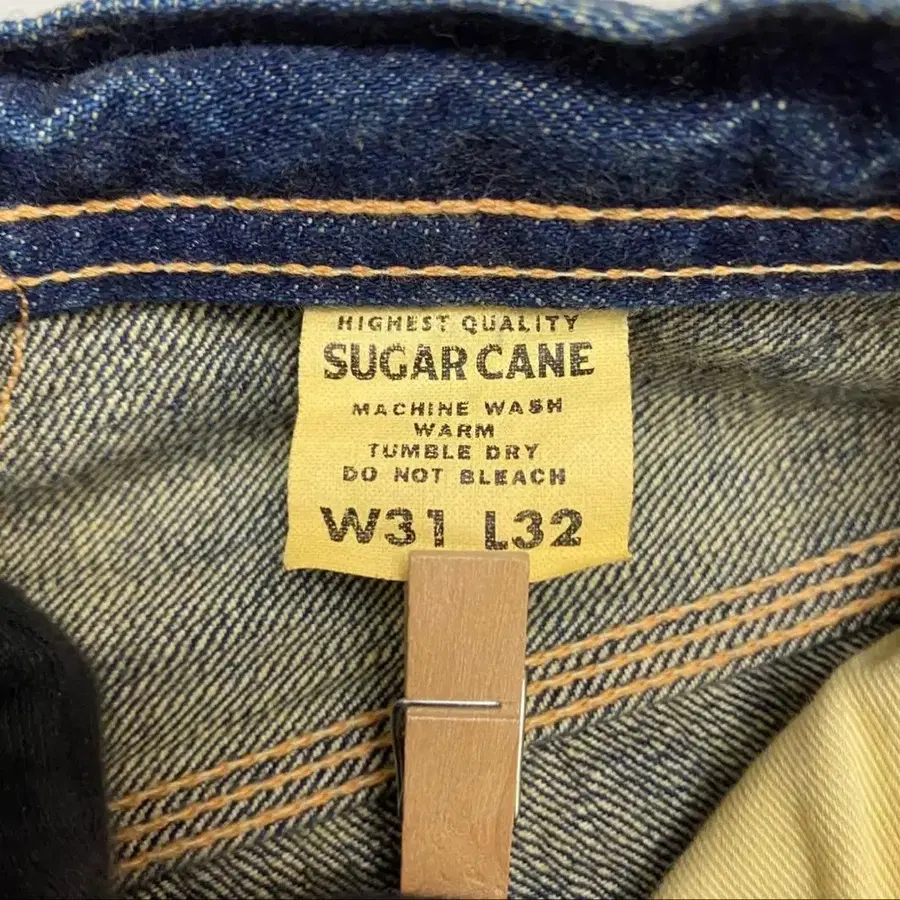 HIGHEST QUALITY
SUGAR CANE
MACHINE WASH
WARM
TUMBLE DRY
DO NOT BLEACH
W31 L32